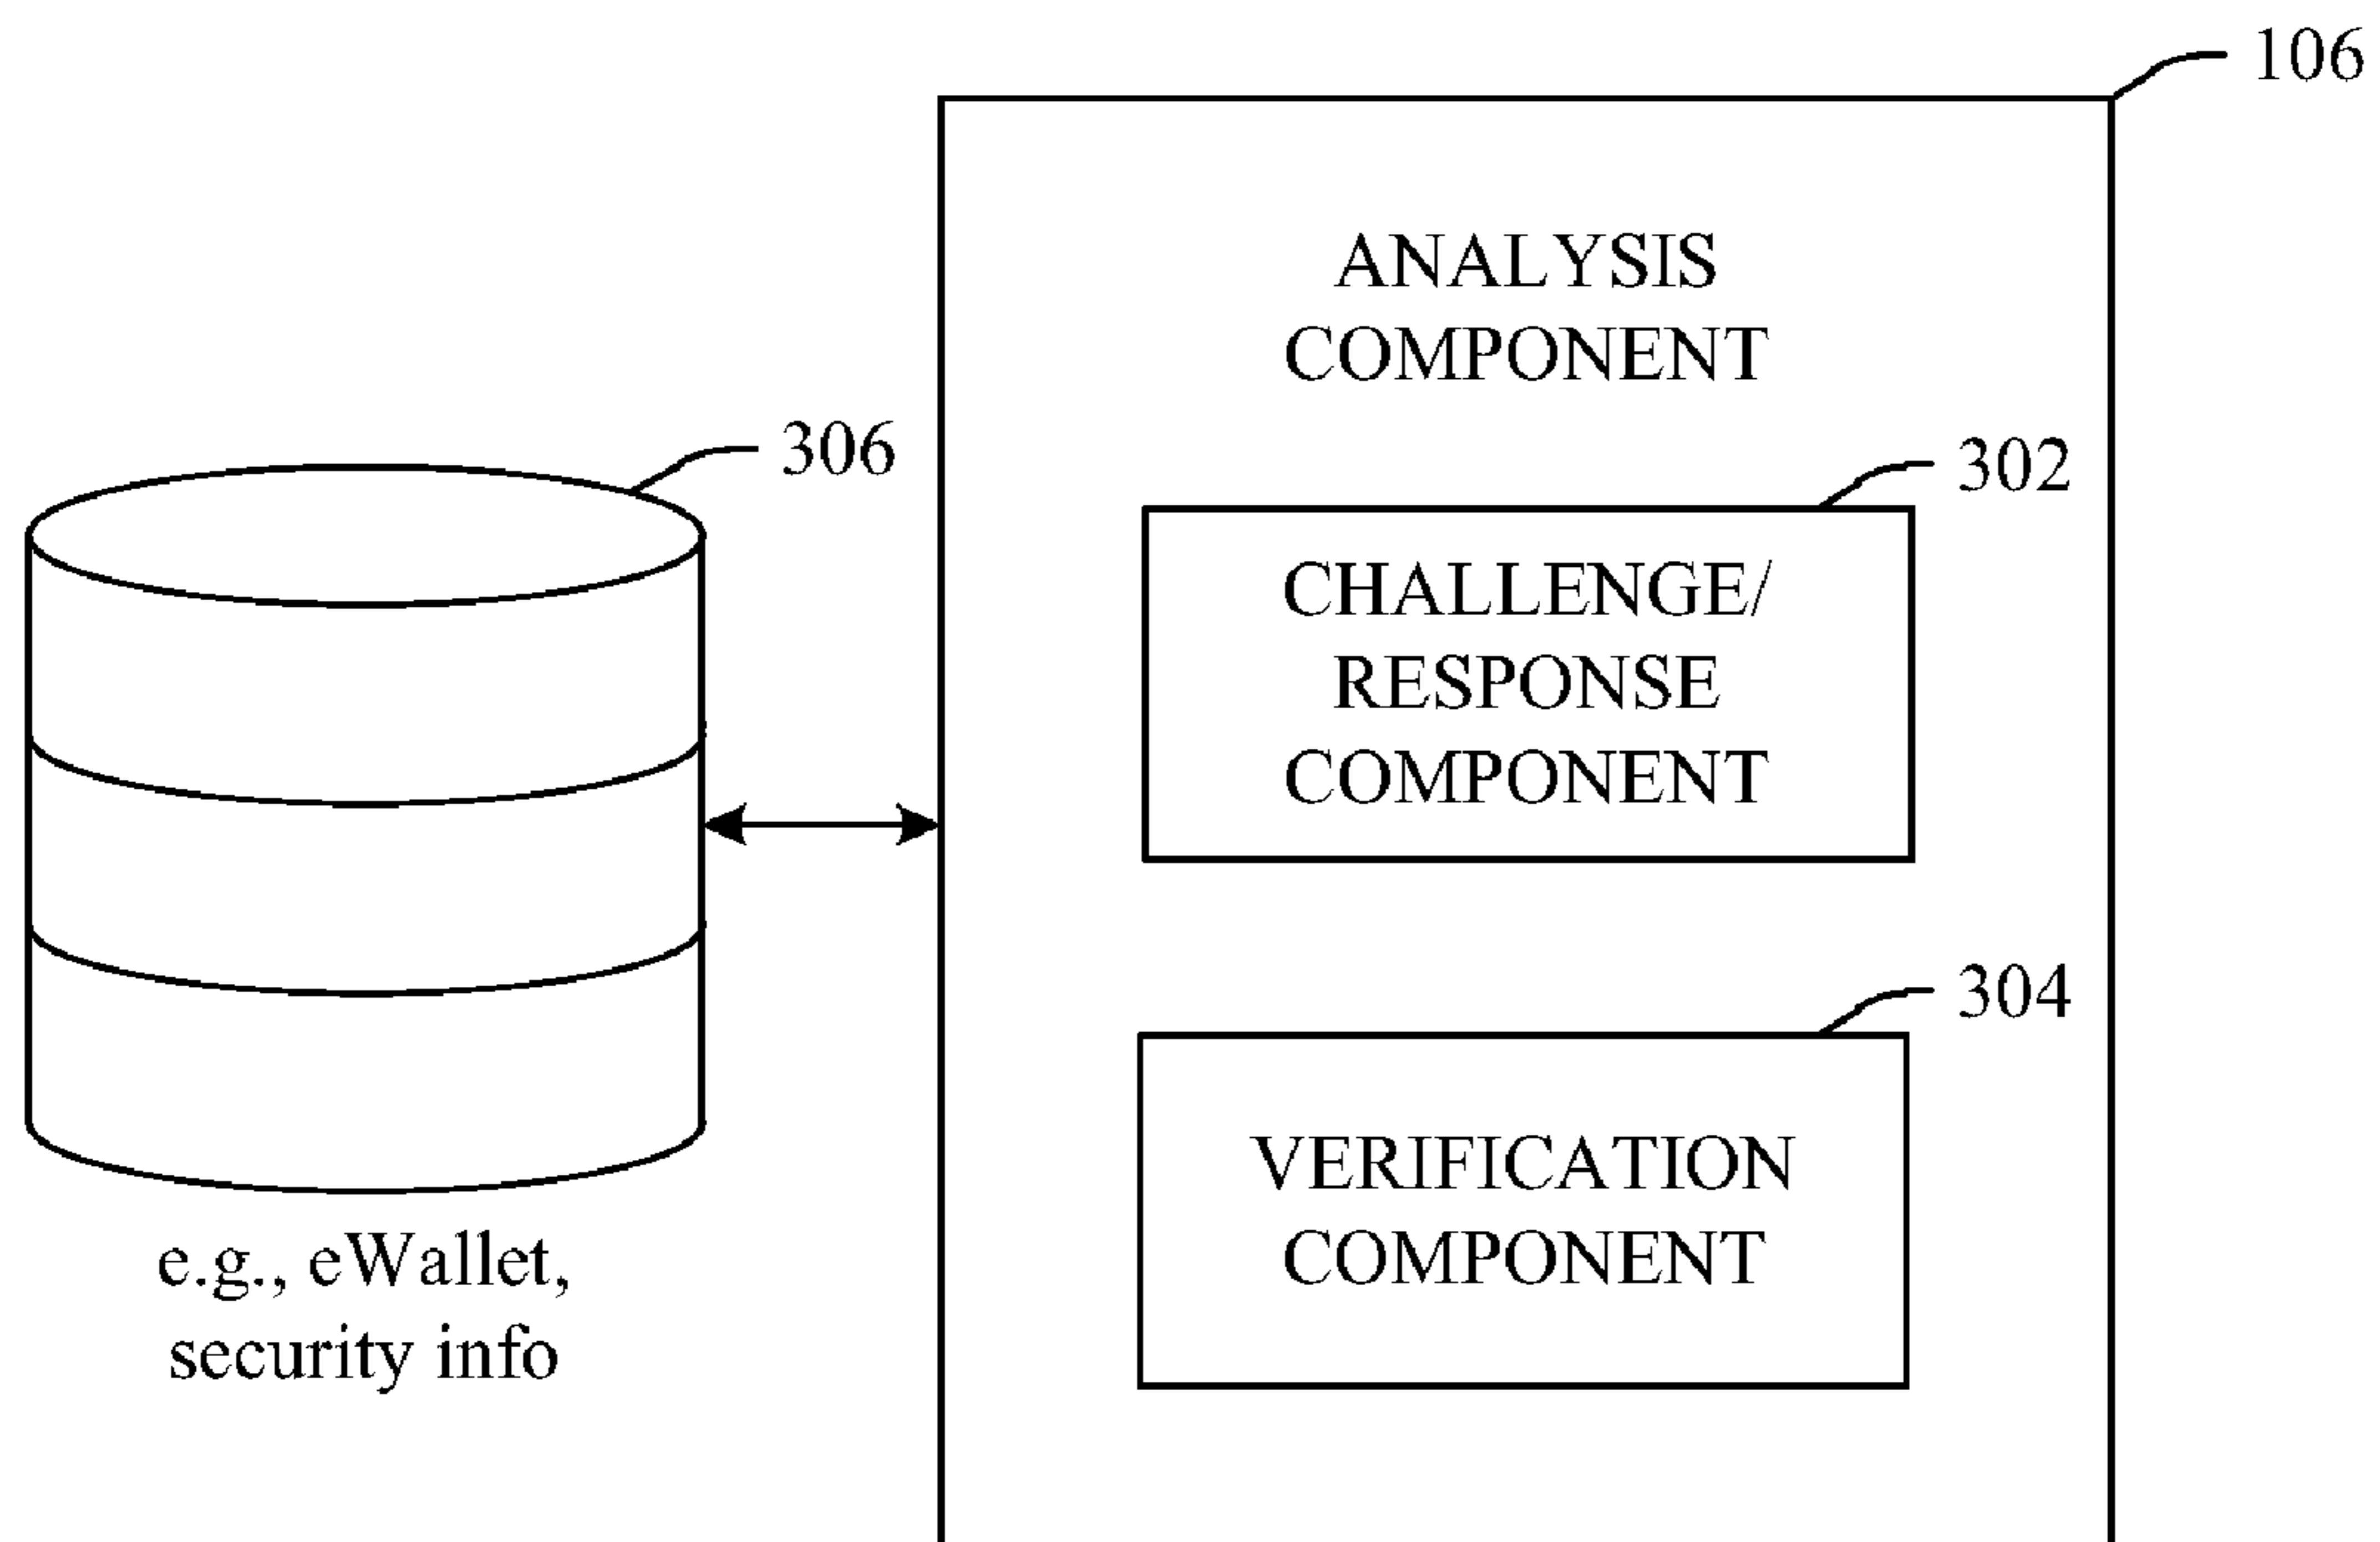 106
ANALYSIS
COMPONENT
306
302
CHALLENGE/
RESPONSE
COMPONENT
304
VERIFICATION
COMPONENT
e.g., eWallet,
security info